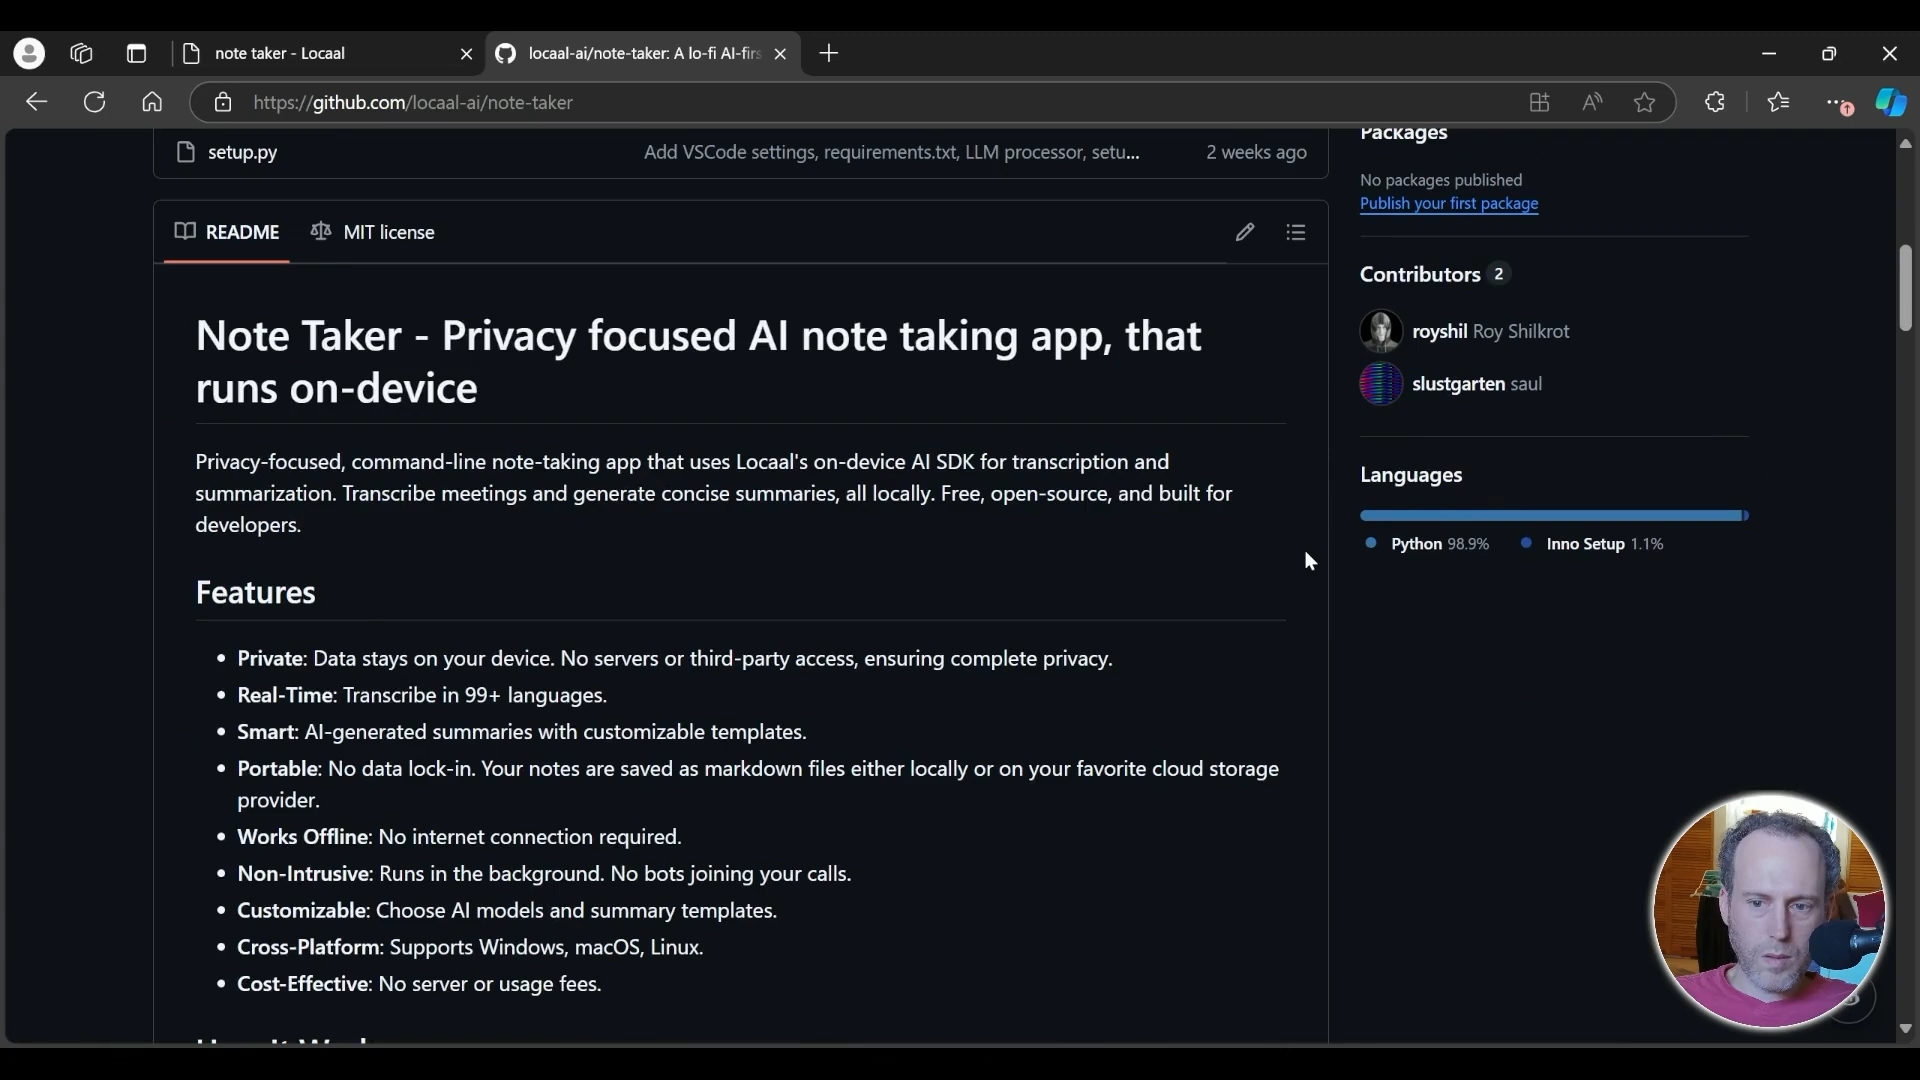 note taker - Locaal
locaal-ai/note-taker: A lo-fi AI-firs
https://github.com/locaal-ai/note-taker
setup.py
Add VSCode settings, requirements.txt, LLM processor, setu...
2 weeks ago
README
MIT license
Note Taker - Privacy focused AI note taking app, that
runs on-device
Privacy-focused, command-line note-taking app that uses Locaal's on-device AI SDK for transcription and
summarization. Transcribe meetings and generate concise summaries, all locally. Free, open-source, and built for
developers.
Features
• Private: Data stays on your device. No servers or third-party access, ensuring complete privacy.
• Real-Time: Transcribe in 99+ languages.
• Smart: AI-generated summaries with customizable templates.
• Portable: No data lock-in. Your notes are saved as markdown files either locally or on your favorite cloud storage
provider.
• Works Offline: No internet connection required.
• Non-Intrusive: Runs in the background. No bots joining your calls.
• Customizable: Choose AI models and summary templates.
• Cross-Platform: Supports Windows, macOS, Linux.
• Cost-Effective: No server or usage fees.
Packages
No packages published
Publish your first package
Contributors 2
royshil Roy Shilkrot
slustgarten saul
Languages
Python 98.9%
Inno Setup 1.1%